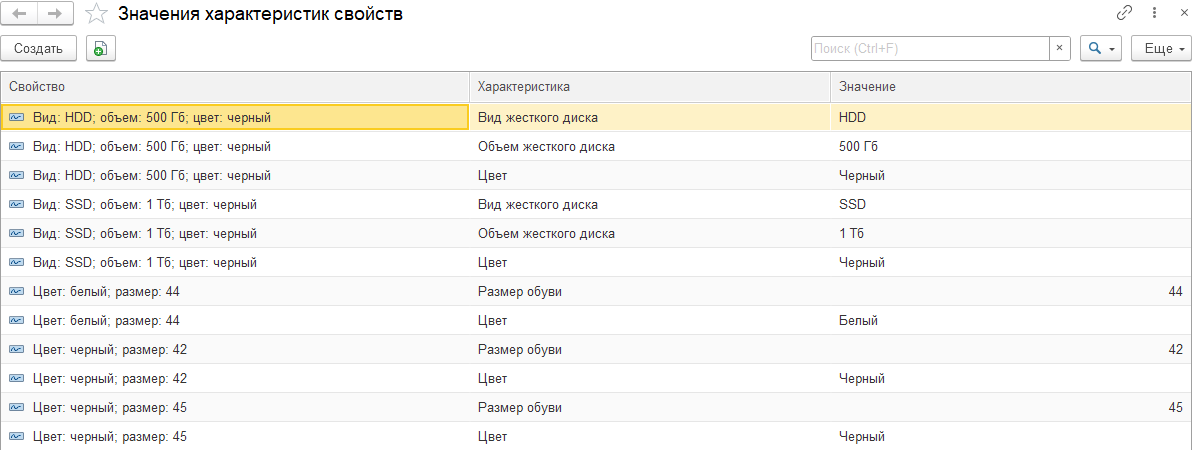 Значения характеристик свойств
Создать
Поиск (Ctrl+F)
×
Еще
Свойство Характеристика Значение
Вид: HDD; объем: 500 Гб; цвет: черный Вид жесткого диска HDD
Вид: HDD; объем: 500 Гб; цвет: черный Объем жесткого диска 500 Гб
Вид: HDD; объем: 500 Гб; цвет: черный Цвет Черный
Вид: SSD; объем: 1 Тб; цвет: черный Вид жесткого диска SSD
Вид: SSD; объем: 1 Тб; цвет: черный Объем жесткого диска 1 Тб
Вид: SSD; объем: 1 Тб; цвет: черный Цвет Черный
Цвет: белый; размер: 44 Размер обуви 44
Цвет: белый; размер: 44 Цвет Белый
Цвет: черный; размер: 42 Размер обуви 42
Цвет: черный; размер: 42 Цвет Черный
Цвет: черный; размер: 45 Размер обуви 45
Цвет: черный; размер: 45 Цвет Черный